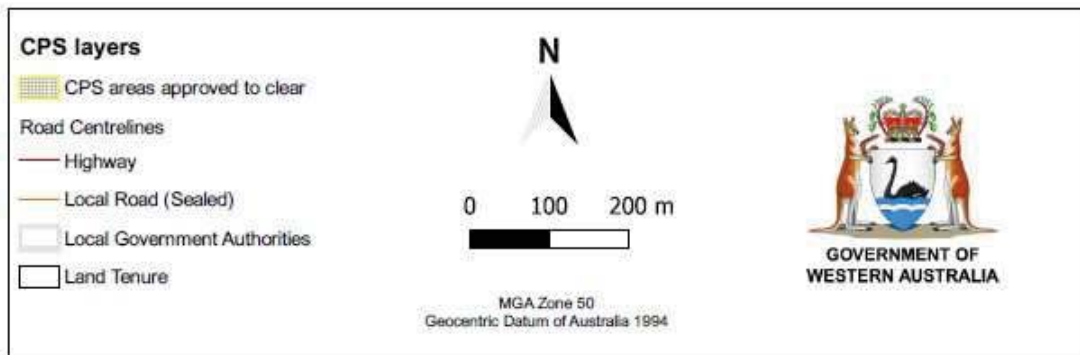 CPS layers
CPS areas approved to clear
Road Centrelines
Highway
Local Road (Sealed)
Local Government Authorities
Land Tenure
N
0 100 200 m
MGA Zone 50
Geocentric Datum of Australia 1994
GOVERNMENT OF
WESTERN AUSTRALIA